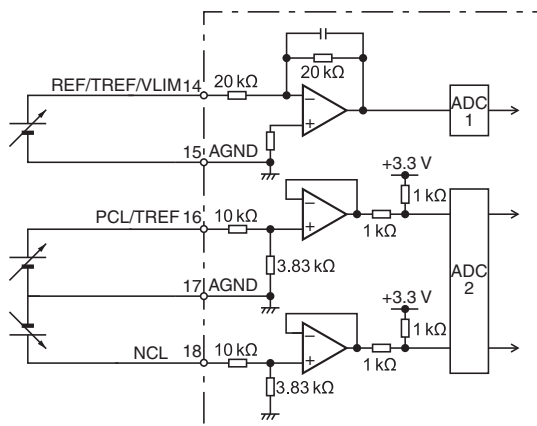 REF/TREF/VLIM 14
20 kΩ
20 kΩ
ADC
1
15 AGND
+3.3 V
1 kΩ
PCL/TREF 16
10 kΩ
1 kΩ
3.83 kΩ
ADC
2
17 AGND
+3.3 V
1 kΩ
NCL 18
10 kΩ
1 kΩ
3.83 kΩ